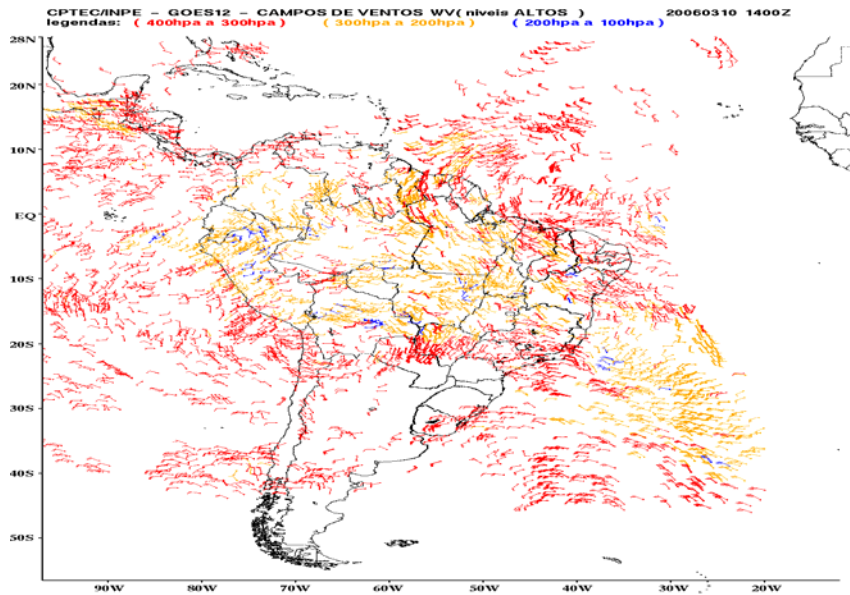 CPTEC/INPE - GOES12 - CAMPOS DE VENTOS WV( niveis ALTOS ) 20060310 1400Z
legendas: ( 400hpa a 300hpa ) ( 300hpa a 200hpa ) ( 200hpa a 100hpa )
28N
20N
10N
EQ
10S
20S
30S
40S
50S
90W 80W 70W 60W 50W 40W 30W 20W